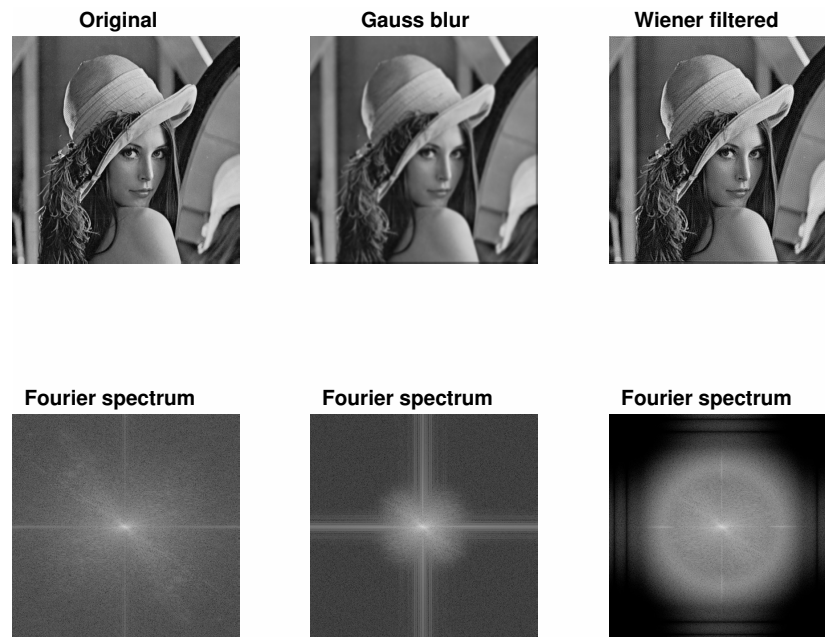 Original
Gauss blur
Wiener filtered
Fourier spectrum
Fourier spectrum
Fourier spectrum